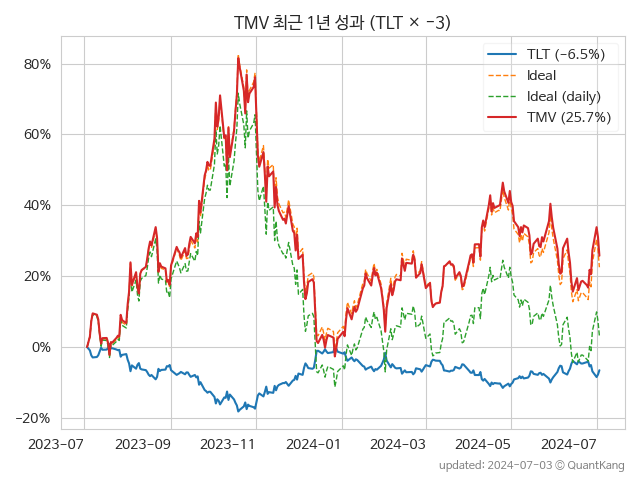 TMV 최근 1년 성과 (TLT × −3)
TLT (−6.5%)
Ideal
Ideal (daily)
TMV (25.7%)
80%
60%
40%
20%
0%
−20%
2023-07 2023-09 2023-11 2024-01 2024-03 2024-05 2024-07
updated: 2024-07-03 © QuantKang